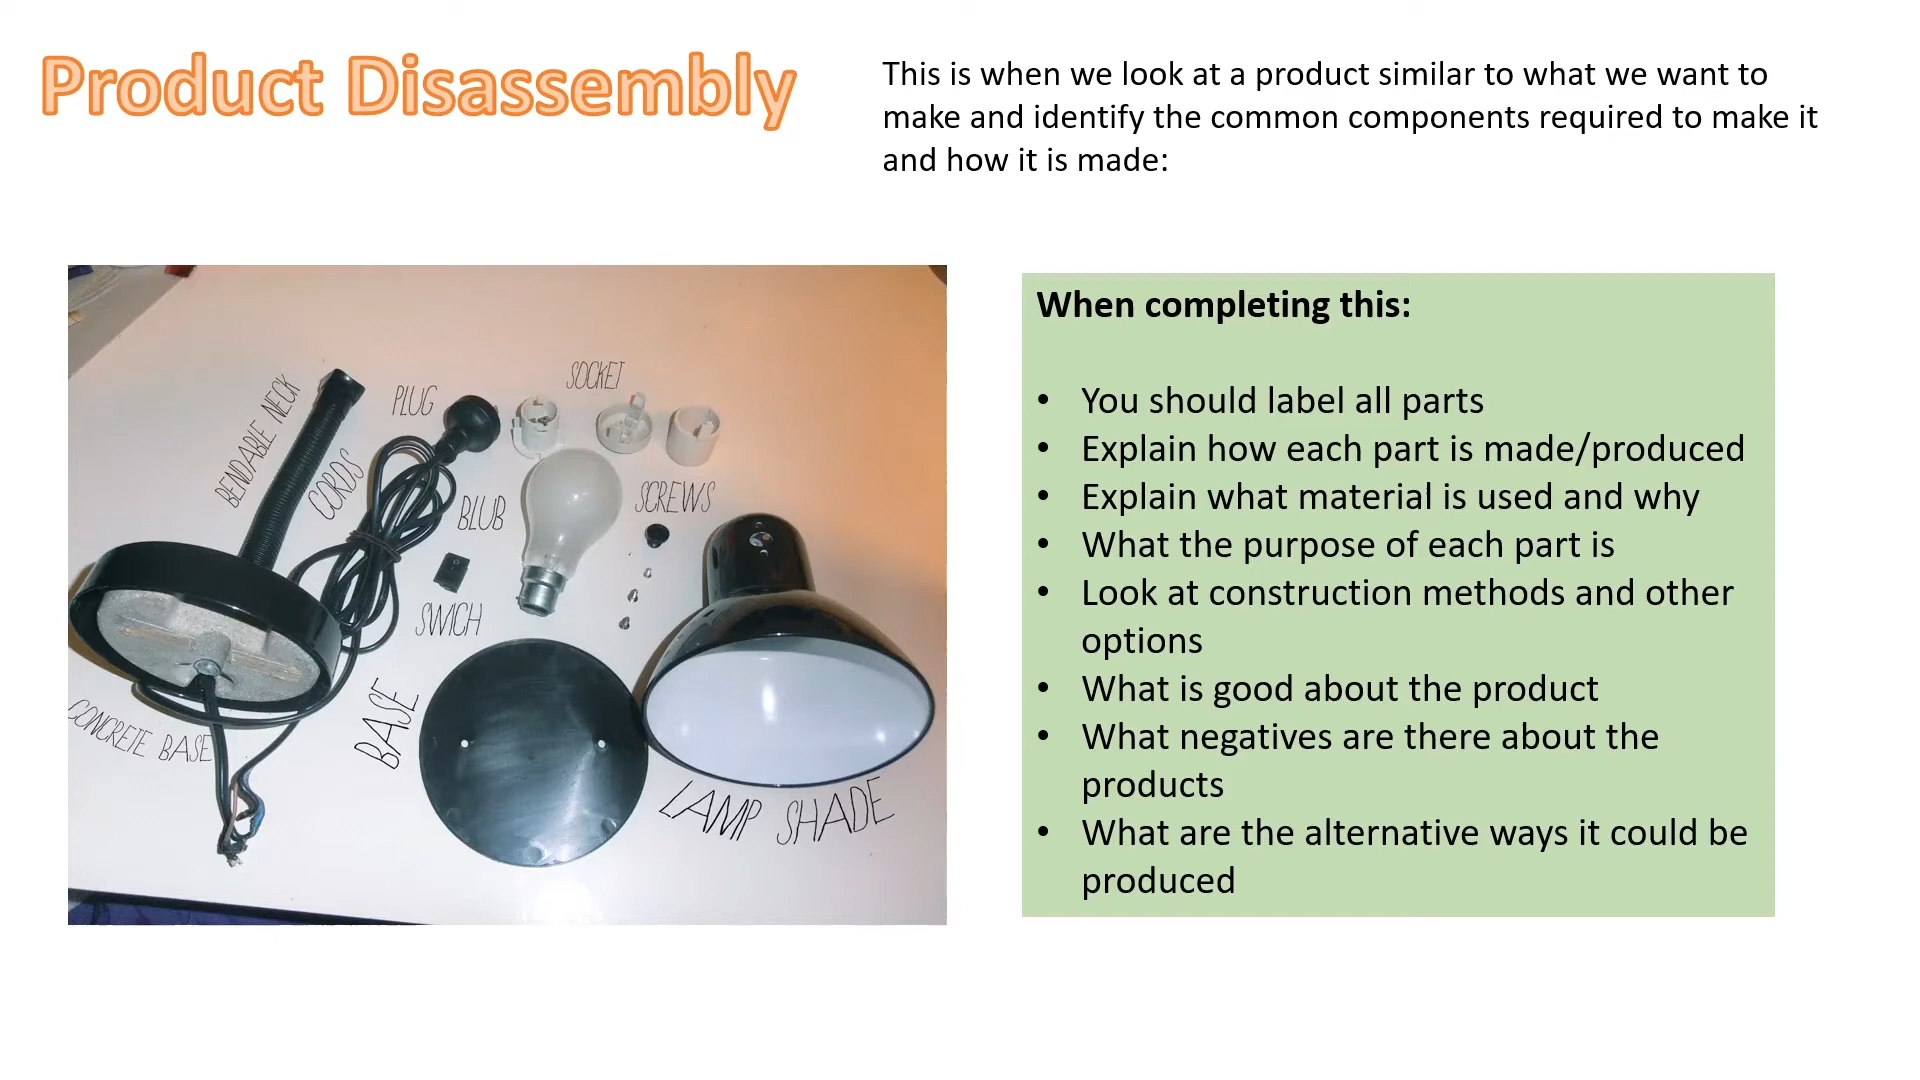 Product Disassembly
This is when we look at a product similar to what we want to
make and identify the common components required to make it
and how it is made:
BENDABLE NECK
PLUG
SOCKET
CORDS
BLUB
SCREWS
SWICH
CONCRETE BASE
BASE
LAMP SHADE
When completing this:
• You should label all parts
• Explain how each part is made/produced
• Explain what material is used and why
• What the purpose of each part is
• Look at construction methods and other
options
• What is good about the product
• What negatives are there about the
products
• What are the alternative ways it could be
produced